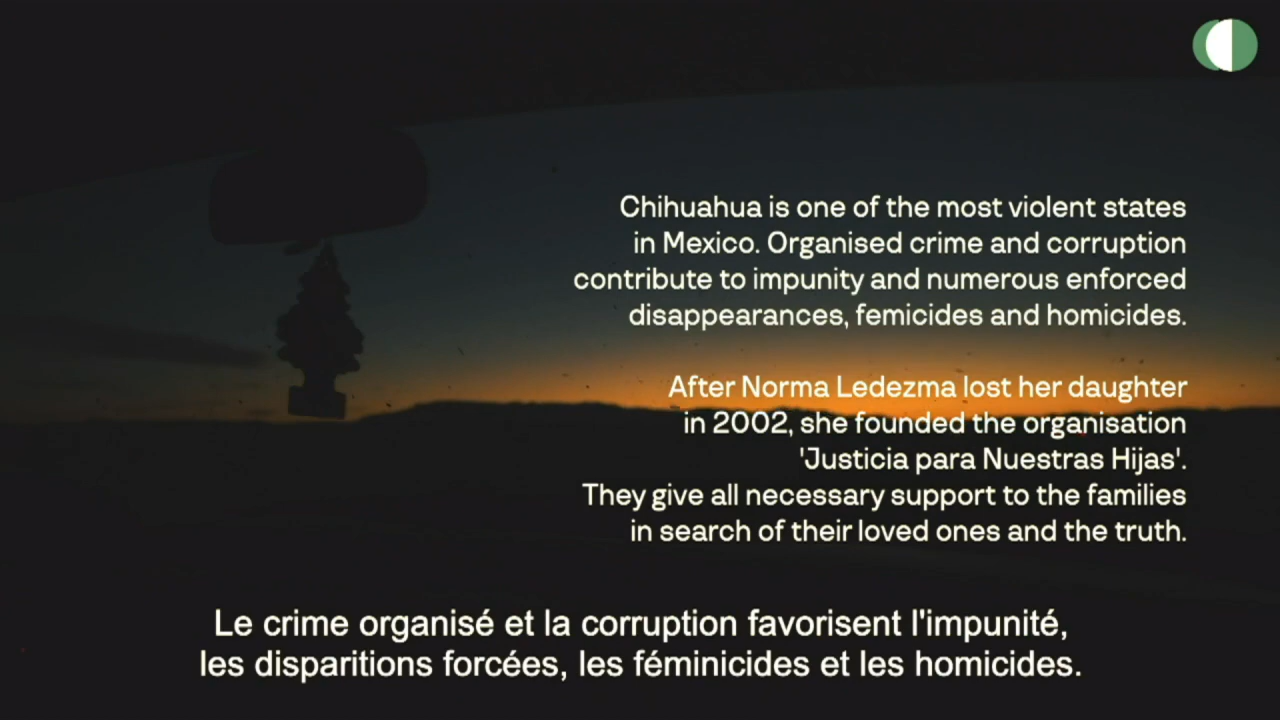 Chihuahua is one of the most violent states
in Mexico. Organised crime and corruption
contribute to impunity and numerous enforced
disappearances, femicides and homicides.
After Norma Ledezma lost her daughter
in 2002, she founded the organisation
'Justicia para Nuestras Hijas'.
They give all necessary support to the families
in search of their loved ones and the truth.
Le crime organisé et la corruption favorisent l'impunité,
les disparitions forcées, les féminicides et les homicides.